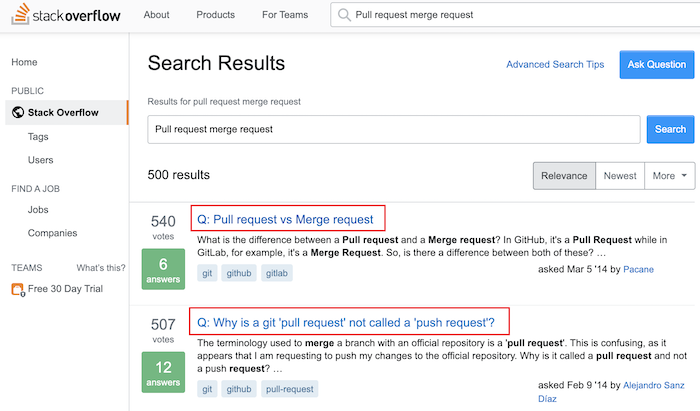 stackoverflow About Products For Teams Pull request merge request
Home
PUBLIC
Stack Overflow
Tags
Users
FIND A JOB
Jobs
Companies
TEAMS What's this?
Free 30 Day Trial
Search Results
Advanced Search Tips Ask Question
Results for pull request merge request
Pull request merge request Search
500 results Relevance Newest More
540
votes
6
answers
Q: Pull request vs Merge request
What is the difference between a Pull request and a Merge request? In GitHub, it's a Pull Request while in
GitLab, for example, it's a Merge Request. So, is there a difference between both of these? …
git github gitlab
asked Mar 5 '14 by Pacane
507
votes
12
answers
Q: Why is a git 'pull request' not called a 'push request'?
The terminology used to merge a branch with an official repository is a 'pull request'. This is confusing, as it
appears that I am requesting to push my changes to the official repository. Why is it called a pull request and not
a push request? …
git github pull-request
asked Feb 9 '14 by Alejandro Sanz
Díaz